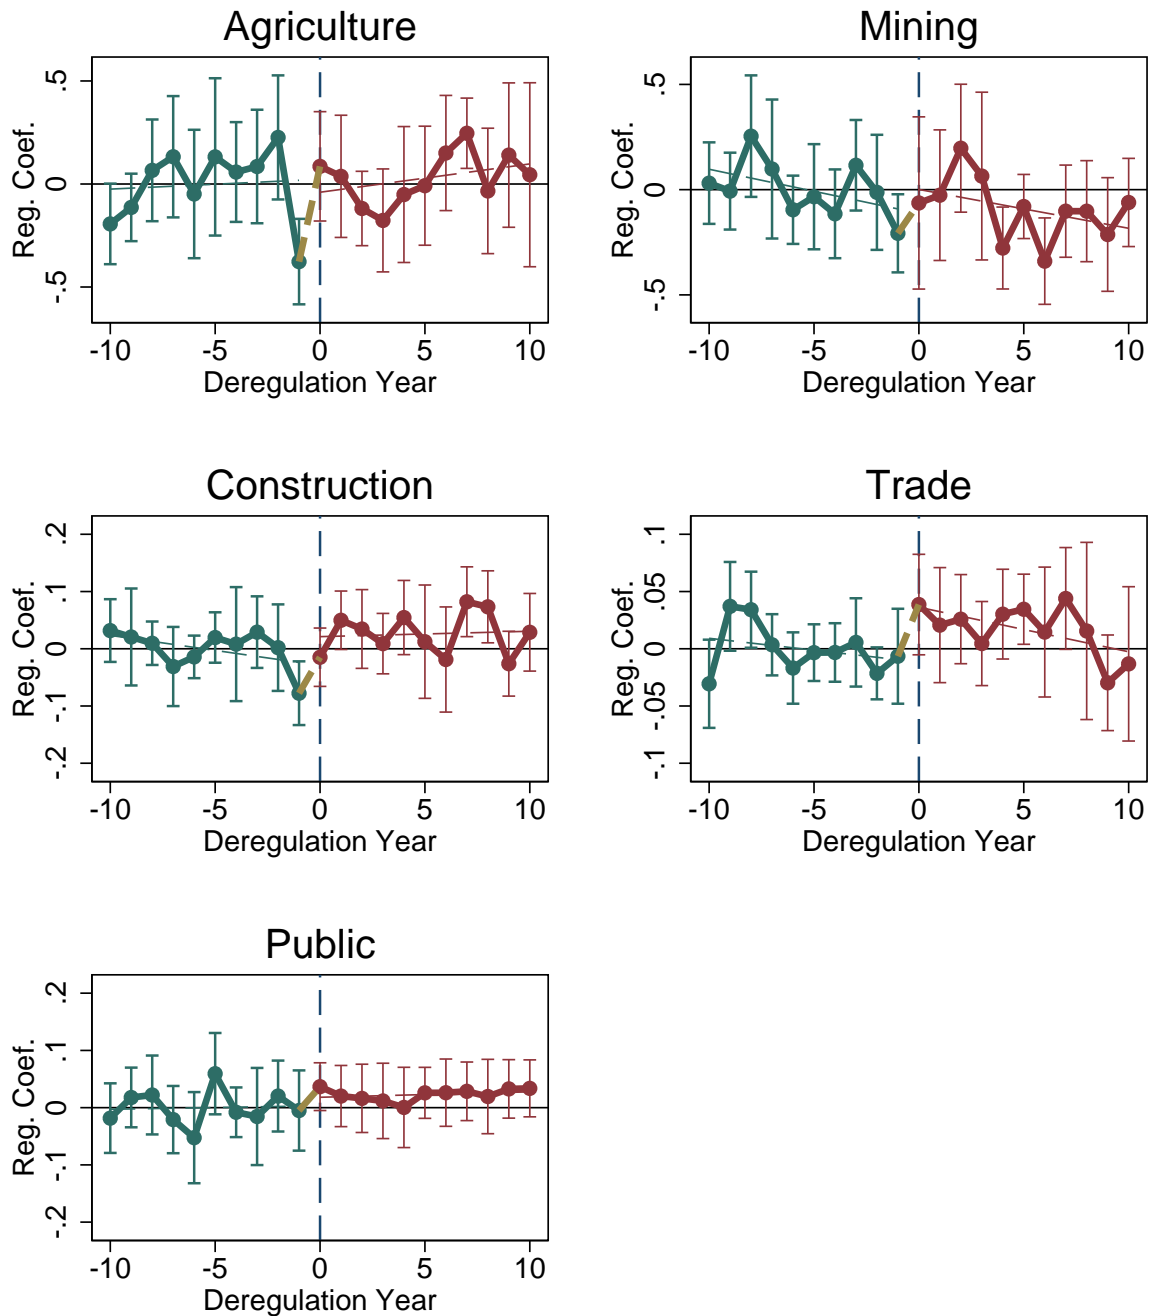 Agriculture
Reg. Coef.
.5
0
-.5
-10 -5 0 5 10
Deregulation Year
Mining
Reg. Coef.
.5
0
-.5
-10 -5 0 5 10
Deregulation Year
Construction
Reg. Coef.
.2
.1
0
-.1
-.2
-10 -5 0 5 10
Deregulation Year
Trade
Reg. Coef.
.1
.05
0
-.05
-.1
-10 -5 0 5 10
Deregulation Year
Public
Reg. Coef.
.2
.1
0
-.1
-.2
-10 -5 0 5 10
Deregulation Year